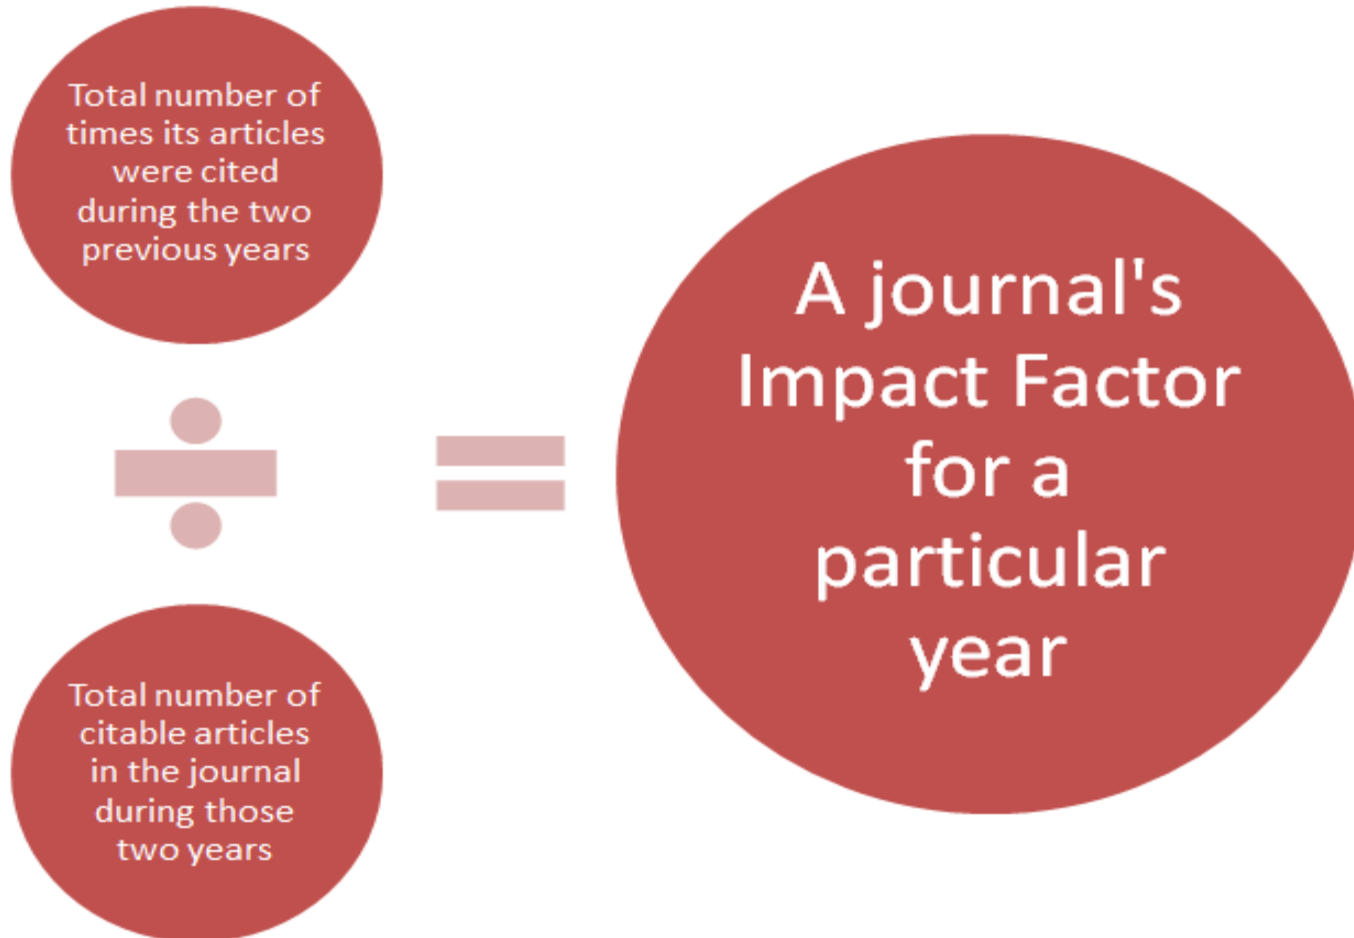 Total number of
times its articles
were cited
during the two
previous years
Total number of
citable articles
in the journal
during those
two years
A journal's
Impact Factor
for a
particular
year